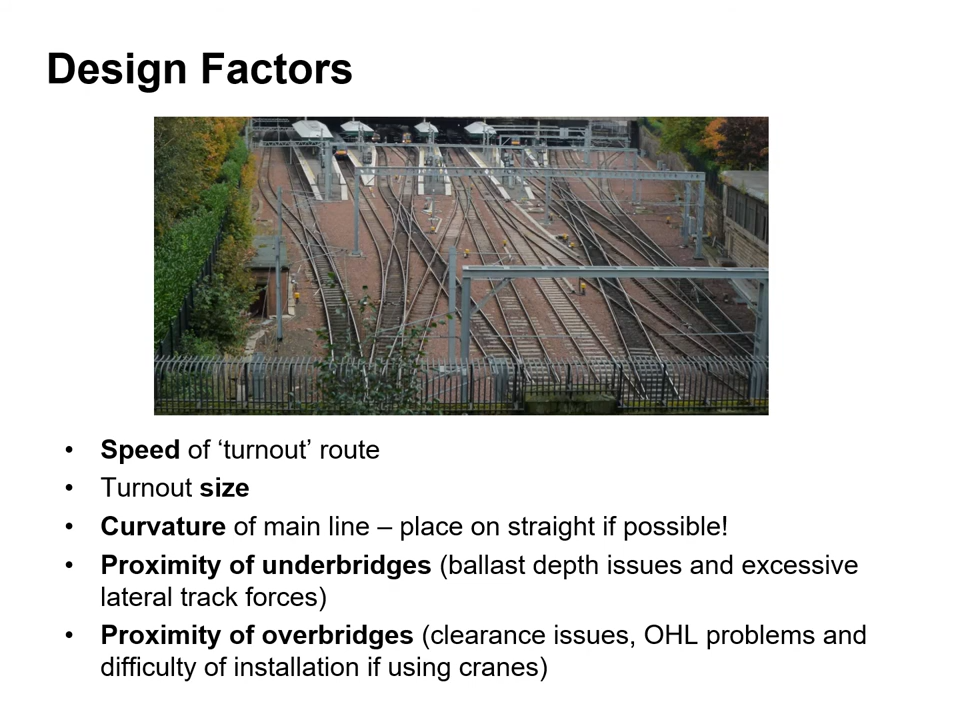 Design Factors
• Speed of ‘turnout’ route
• Turnout size
• Curvature of main line – place on straight if possible!
• Proximity of underbridges (ballast depth issues and excessive
lateral track forces)
• Proximity of overbridges (clearance issues, OHL problems and
difficulty of installation if using cranes)